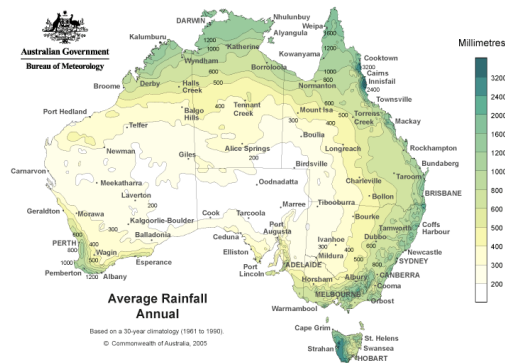 Australian Government
Bureau of Meteorology
Millimetres
3200
2400
2000
1600
1200
1000
800
600
500
400
300
200
Nhulunbuy
DARWIN
Weipa
Alyangula
Kalumburu
Katherine
Kowanyama
Cooktown
Wyndham
Borroloola
Cairns
Innisfail
Derby
Halls
Creek
Normanton
Broome
Townsville
Balgo
Hills
Tennant
Creek
Mount Isa
Torrens
Creek
Mackay
Port Hedland
Telfer
Boulia
Longreach
Rockhampton
Newman
Giles
Alice Springs
Bundaberg
Birdsville
Carnarvon
Meekatharra
Oodnadatta
Charleville
Taroom
BRISBANE
Laverton
Marree
Tibooburra
Bollon
Geraldton
Morawa
Kalgoorlie-Boulder
Cook
Tarcoola
Port
Augusta
Bourke
Tamworth
Coffs
Harbour
PERTH
Balladonia
Ceduna
Ivanhoe
Dubbo
Newcastle
SYDNEY
Wagin
Esperance
Elliston
Mildura
Pemberton
Albany
Port
Lincoln
ADELAIDE
CANBERRA
Horsham
Albury
Cooma
MELBOURNE
Orbost
Warrnambool
Cape Grim
St. Helens
Strahan
Swansea
HOBART
Average Rainfall
Annual
Based on a 30-year climatology (1961 to 1990).
© Commonwealth of Australia, 2005